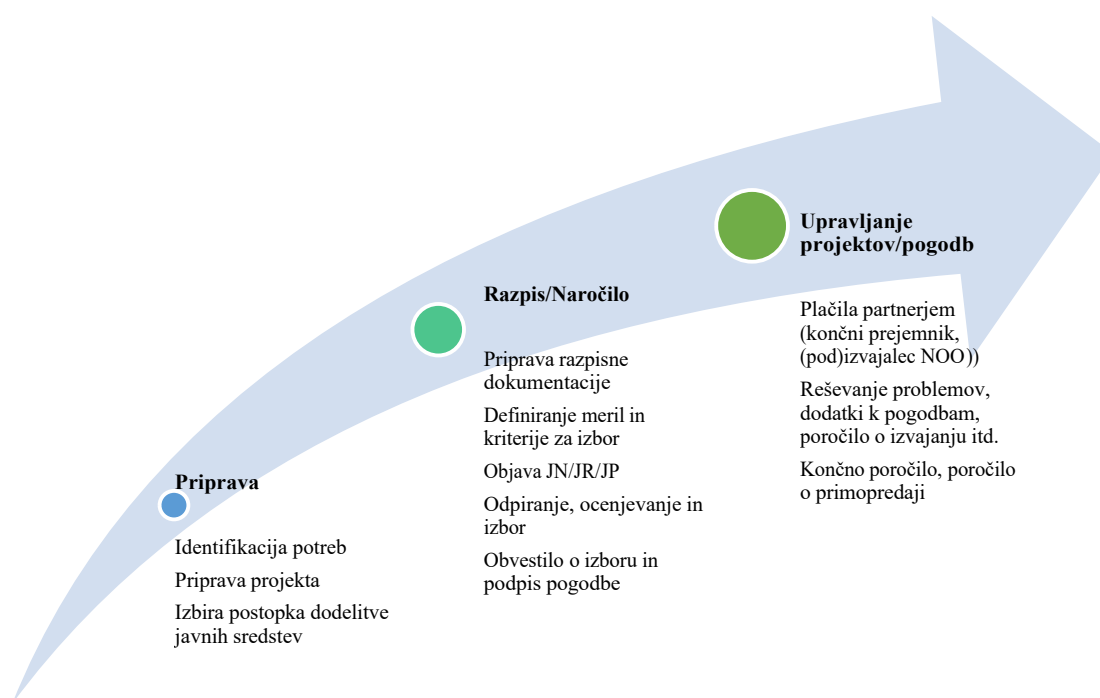 Priprava
Identifikacija potreb
Priprava projekta
Izbira postopka dodelitve
javnih sredstev
Razpis/Naročilo
Priprava razpisne
dokumentacije
Definiranje meril in
kriterije za izbor
Objava JN/JR/JP
Odpiranje, ocenjevanje in
izbor
Obvestilo o izboru in
podpis pogodbe
Upravljanje
projektov/pogodb
Plačila partnerjem
(končni prejemnik,
(pod)izvajalec NOO))
Reševanje problemov,
dodatki k pogodbam,
poročilo o izvajanju itd.
Končno poročilo, poročilo
o primopredaji